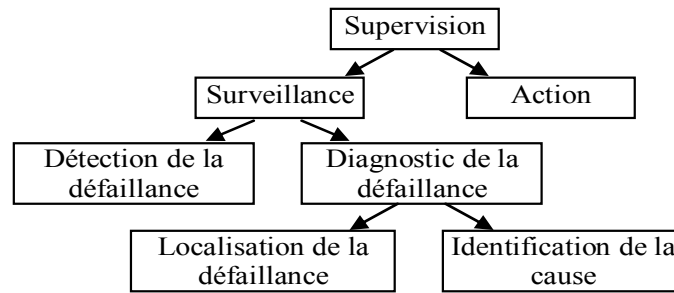 Supervision
Surveillance
Action
Détection de la
défaillance
Diagnostic de la
défaillance
Localisation de la
défaillance
Identification de la
cause